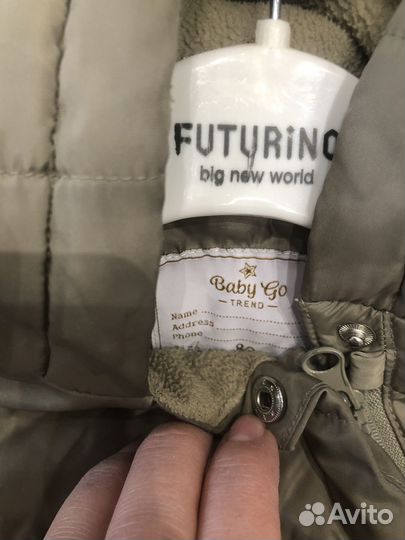 FUTURINO
big new world
Baby Go
TREND
Name
Address
Phone
Avito